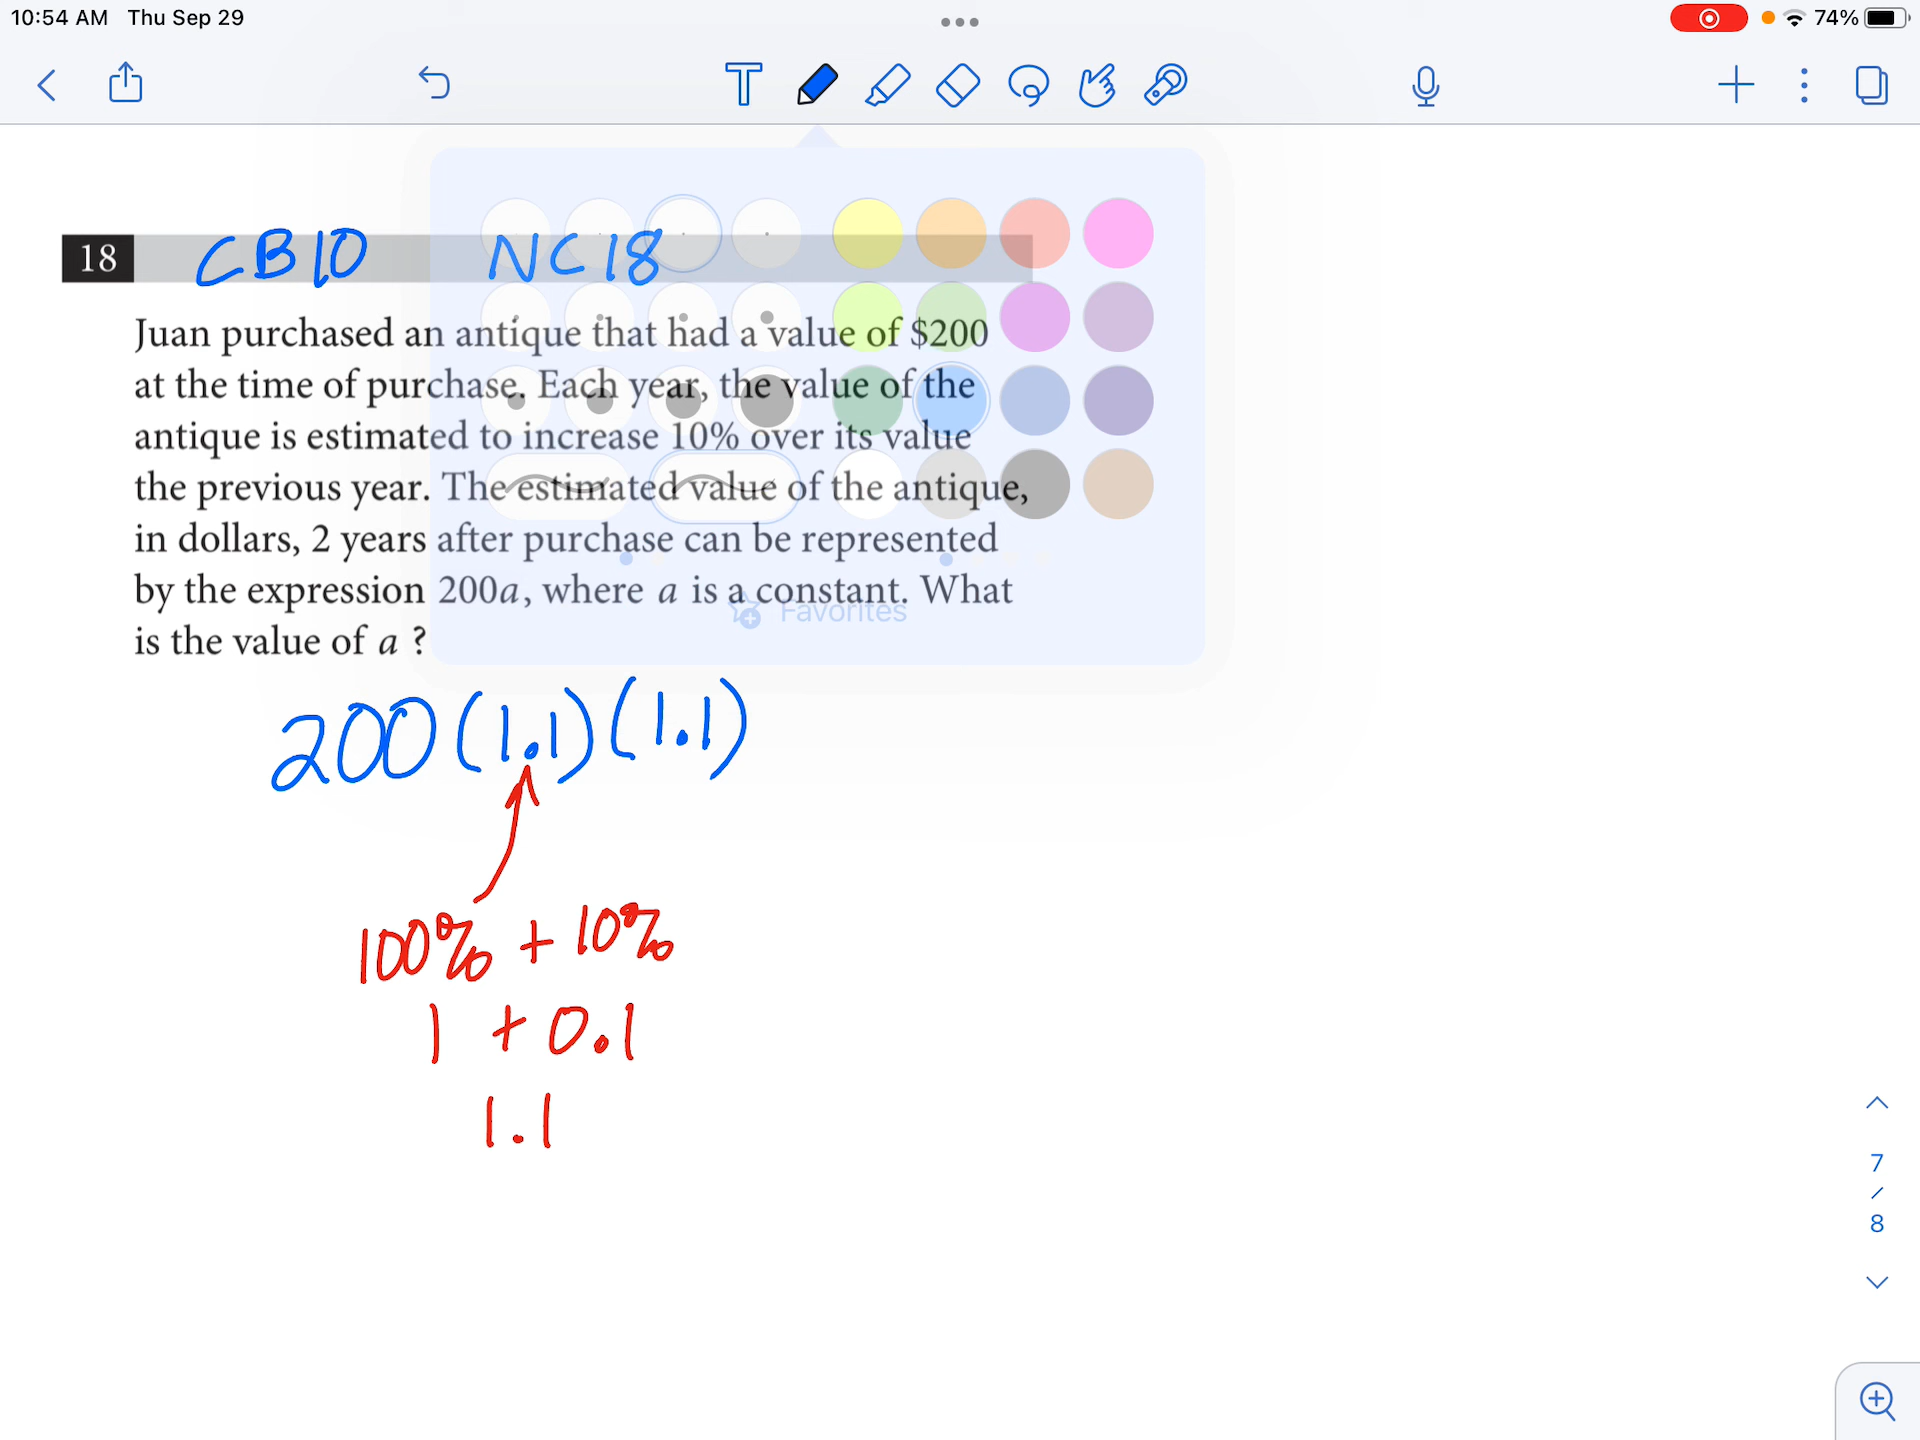 10:54 AM Thu Sep 29
74%
T
18 CB10 NC18
Juan purchased an antique that had a value of $200
at the time of purchase. Each year, the value of the
antique is estimated to increase 10% over its value
the previous year. The estimated value of the antique,
in dollars, 2 years after purchase can be represented
by the expression 200a, where a is a constant. What
Favorites
is the value of a ?
200(1.1)(1.1)
100% + 10%
1 + 0.1
1.1
7
/
8